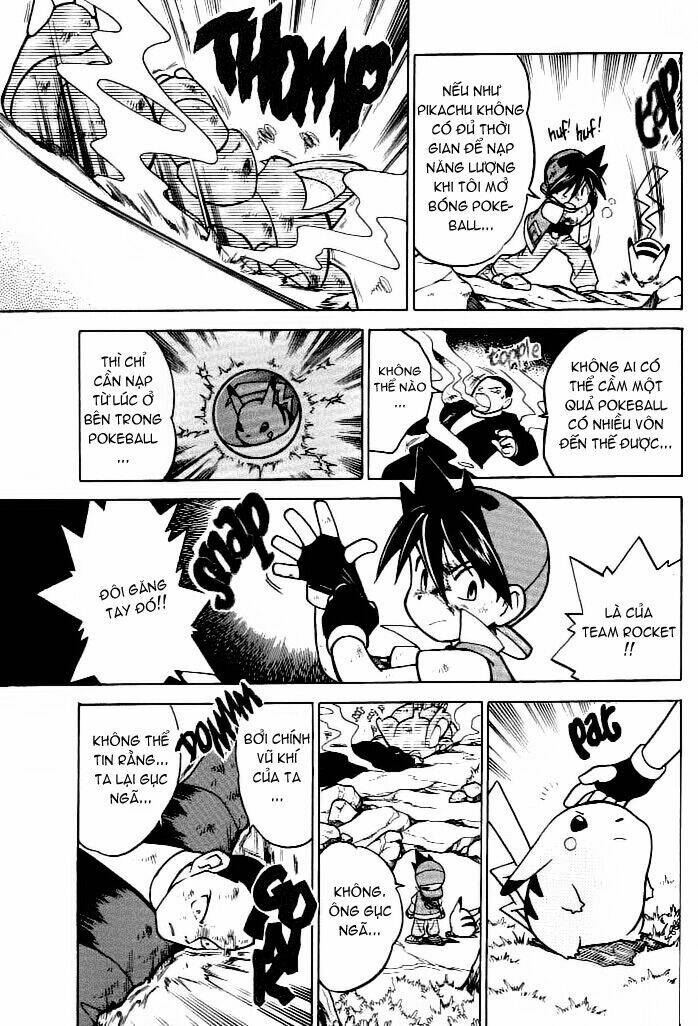 NẾU NHƯ
PIKACHU KHÔNG
CÓ ĐỦ THỜI
GIAN ĐỂ NẠP
NĂNG LƯỢNG
KHI TÔI MỞ
BÓNG POKE-
BALL...
huf! huf!
tap
THOMP
KHÔNG AI CÓ
THỂ CẦM MỘT
QUẢ POKEBALL
CÓ NHIỀU VÔN
ĐẾN THẾ ĐƯỢC...
topple
KHÔNG
THỂ NÀO
...
THÌ CHỈ
CẦN NẠP
TỪ LÚC Ở
BÊN TRONG
POKEBALL
...
LÀ CỦA
TEAM ROCKET
!!
snap
ĐÔI GĂNG
TAY ĐÓ!!
pat
KHÔNG,
ÔNG GỤC
NGÃ...
BỞI CHÍNH
VŨ KHÍ
CỦA TA
...
DOMMM
KHÔNG THỂ
TIN RẰNG...
TA LẠI GỤC
NGÃ...